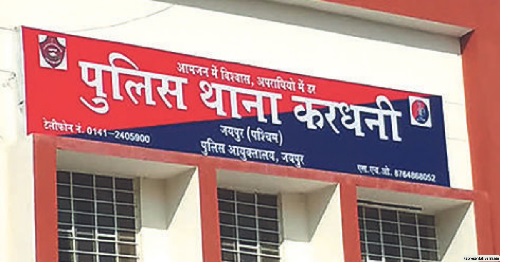 आमजन में विश्वास, अपराधियो में डर
पुलिस थाना करधनी
जयपुर (पश्चिम)
टेलीफोन नं. 0141-2405900
पुलिस आयुक्तालय, जयपुर
एस.एच.ओ. 8764868052